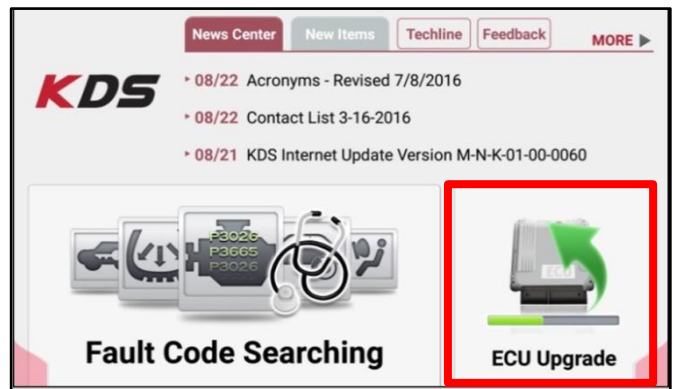 News Center New Items Techline Feedback MORE ▶
KDS
08/22 Acronyms - Revised 7/8/2016
08/22 Contact List 3-16-2016
08/21 KDS Internet Update Version M-N-K-01-00-0060
P3026
P3665
P3026
ECU
Fault Code Searching
ECU Upgrade